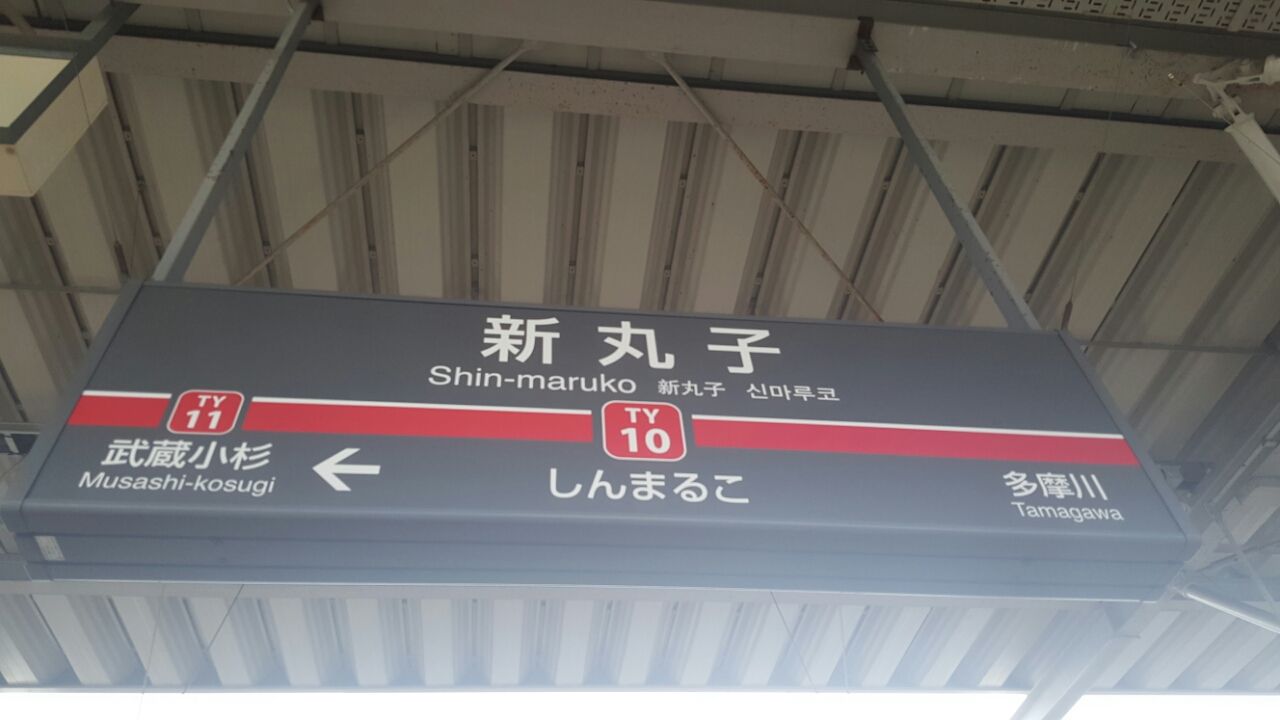 新丸子
Shin-maruko 新丸子 신마루코
TY
11
TY
10
武蔵小杉
Musashi-kosugi
←
しんまるこ
多摩川
Tamagawa